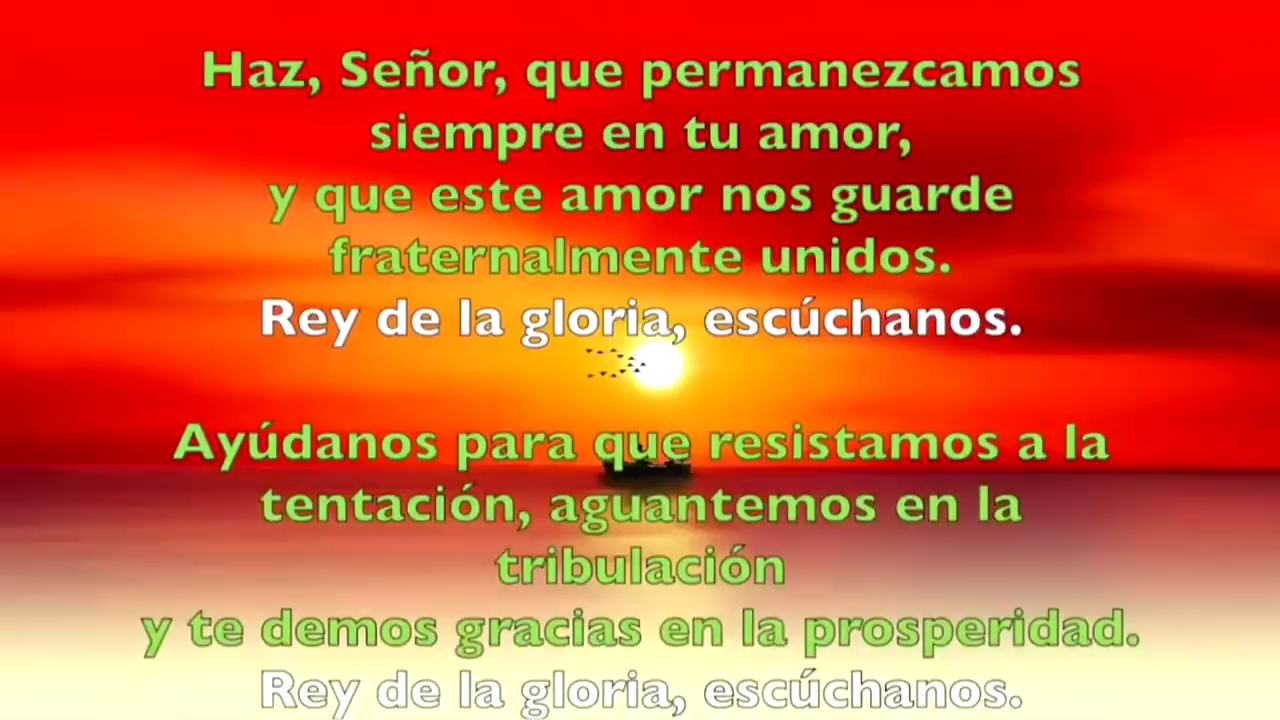 Haz, Señor, que permanezcamos
siempre en tu amor,
y que este amor nos guarde
fraternalmente unidos.
Rey de la gloria, escúchanos.
Ayúdanos para que resistamos a la
tentación, aguantemos en la
tribulación
y te demos gracias en la prosperidad.
Rey de la gloria, escúchanos.